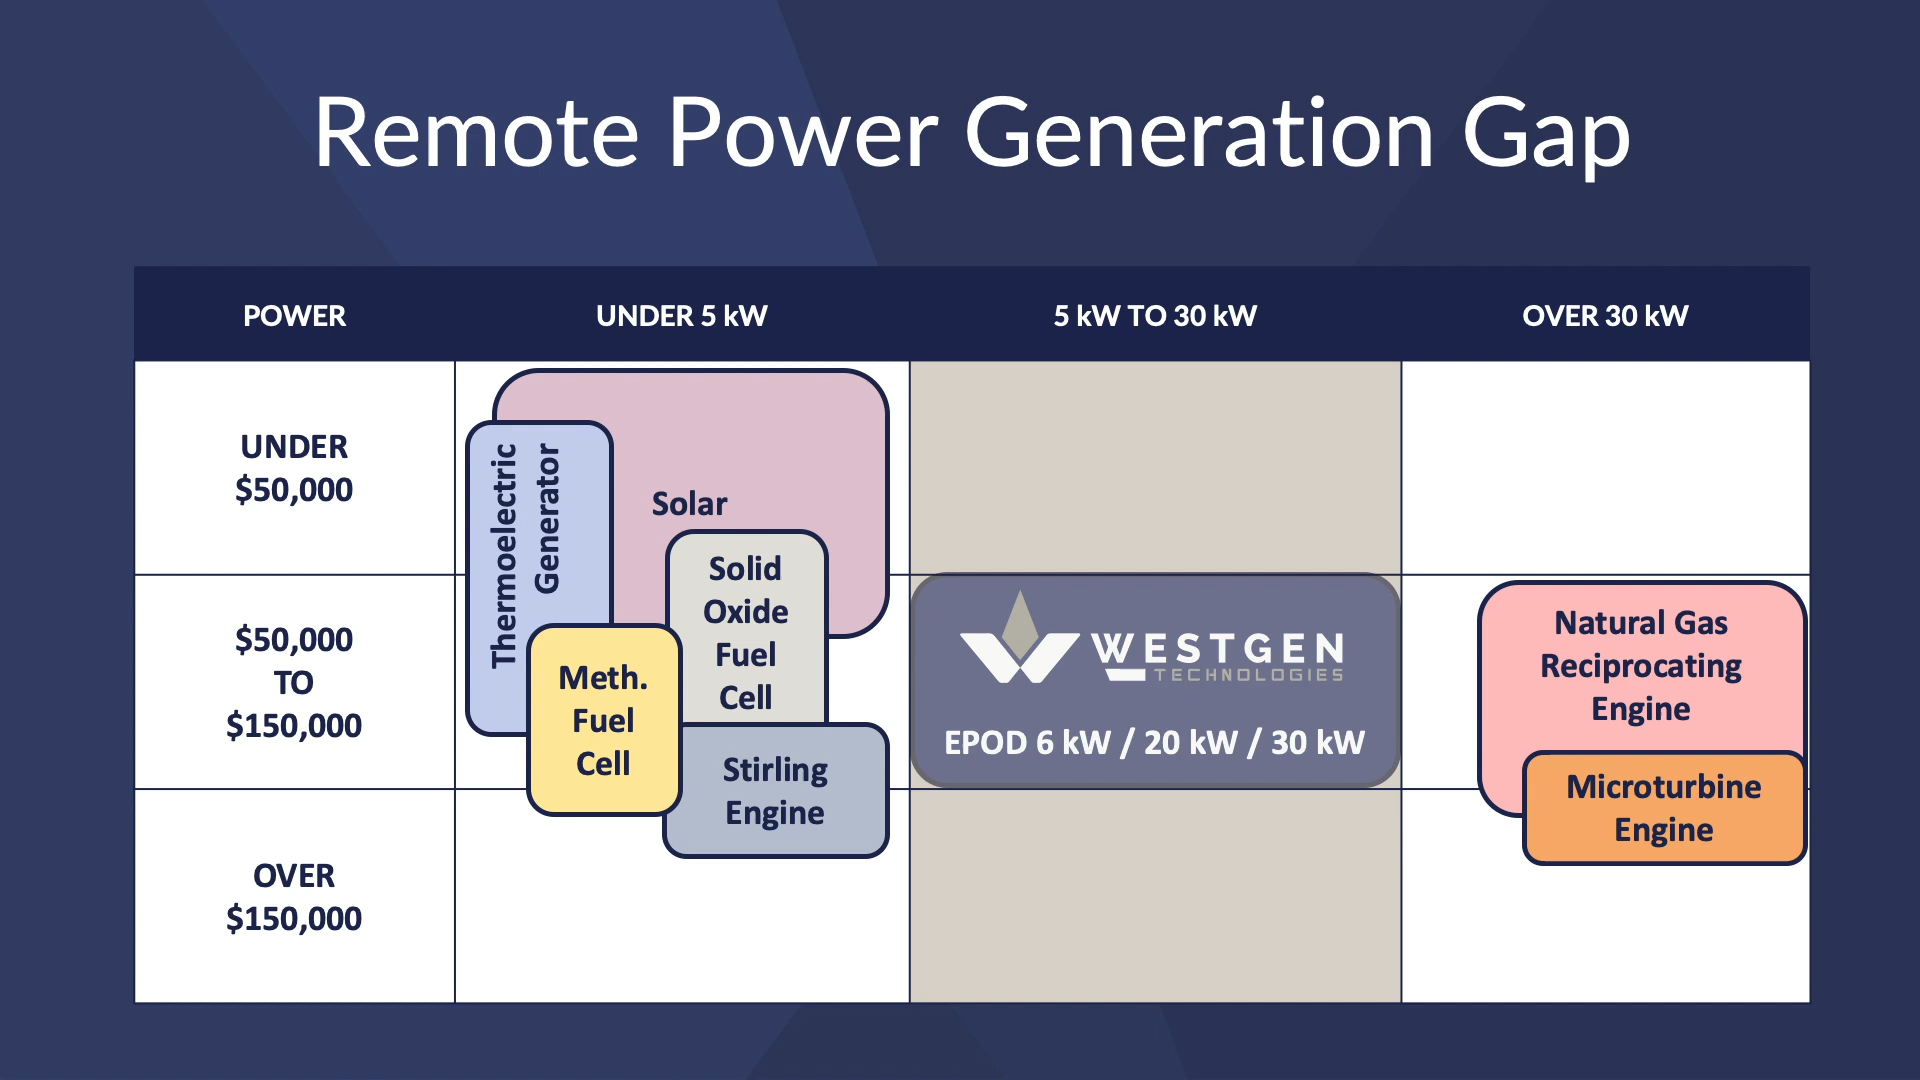 Remote Power Generation Gap
POWER
UNDER 5 kW
5 kW TO 30 kW
OVER 30 kW
UNDER
$50,000
Thermoelectric
Generator
Solar
Solid
Oxide
Fuel
Cell
$50,000
TO
$150,000
Meth.
Fuel
Cell
Stirling
Engine
WESTGEN
TECHNOLOGIES
EPOD 6 kW / 20 kW / 30 kW
Natural Gas
Reciprocating
Engine
Microturbine
Engine
OVER
$150,000